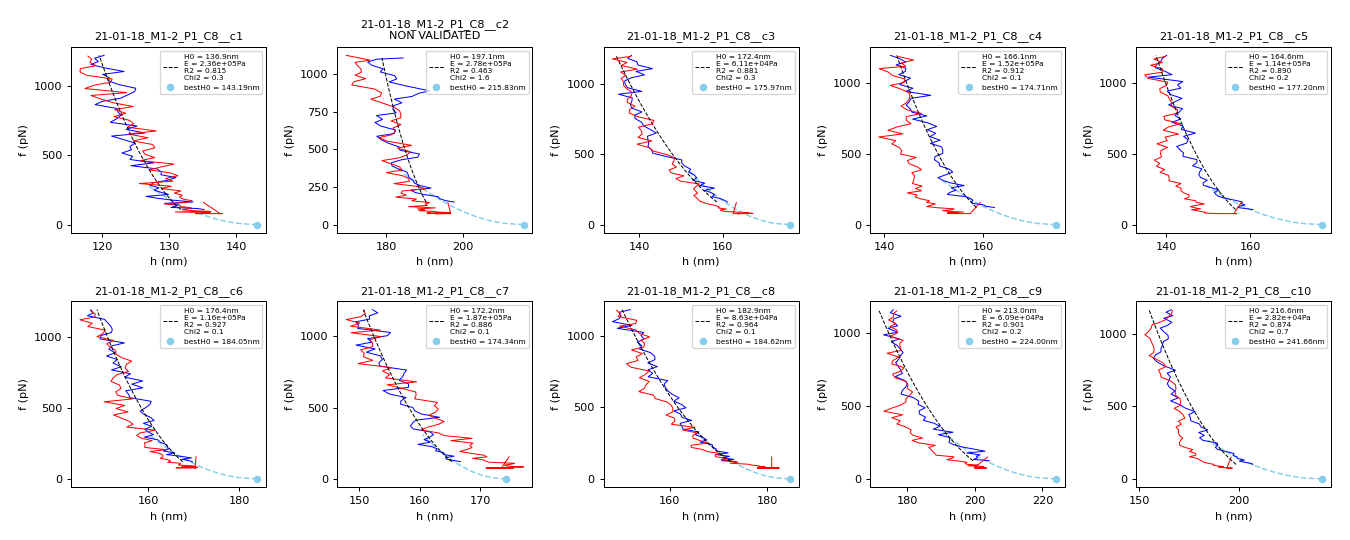 21-01-18_M1-2_P1_C8__c1
f (pN)
1000
500
0
120
130
140
h (nm)
H0 = 136.9nm
E = 2.36e+05Pa
R2 = 0.815
Chi2 = 0.3
bestH0 = 143.19nm
21-01-18_M1-2_P1_C8__c2
NON VALIDATED
1000
750
500
250
0
180
200
h (nm)
H0 = 197.1nm
E = 2.78e+05Pa
R2 = 0.463
Chi2 = 1.6
bestH0 = 215.83nm
21-01-18_M1-2_P1_C8__c3
f (pN)
1000
500
0
140
160
h (nm)
H0 = 172.4nm
E = 6.11e+04Pa
R2 = 0.881
Chi2 = 0.1
bestH0 = 175.97nm
21-01-18_M1-2_P1_C8__c4
f (pN)
1000
500
0
140
160
h (nm)
H0 = 166.1nm
E = 1.52e+05Pa
R2 = 0.912
Chi2 = 0.1
bestH0 = 174.71nm
21-01-18_M1-2_P1_C8__c5
f (pN)
1000
500
0
140
160
h (nm)
H0 = 164.6nm
E = 1.14e+05Pa
R2 = 0.890
Chi2 = 0.2
bestH0 = 177.20nm
21-01-18_M1-2_P1_C8__c6
f (pN)
1000
500
0
160
180
h (nm)
H0 = 176.4nm
E = 1.16e+05Pa
R2 = 0.927
Chi2 = 0.1
bestH0 = 184.05nm
21-01-18_M1-2_P1_C8__c7
f (pN)
1000
500
0
150
160
170
h (nm)
H0 = 172.2nm
E = 1.87e+05Pa
R2 = 0.886
Chi2 = 0.1
bestH0 = 174.34nm
21-01-18_M1-2_P1_C8__c8
f (pN)
1000
500
0
160
180
h (nm)
H0 = 182.9nm
E = 8.63e+04Pa
R2 = 0.964
Chi2 = 0.1
bestH0 = 184.62nm
21-01-18_M1-2_P1_C8__c9
f (pN)
1000
500
0
180
200
220
h (nm)
H0 = 213.0nm
E = 6.09e+04Pa
R2 = 0.901
Chi2 = 0.2
bestH0 = 224.00nm
21-01-18_M1-2_P1_C8__c10
f (pN)
1000
500
0
150
200
h (nm)
H0 = 216.6nm
E = 2.82e+04Pa
R2 = 0.874
Chi2 = 0.7
bestH0 = 241.66nm